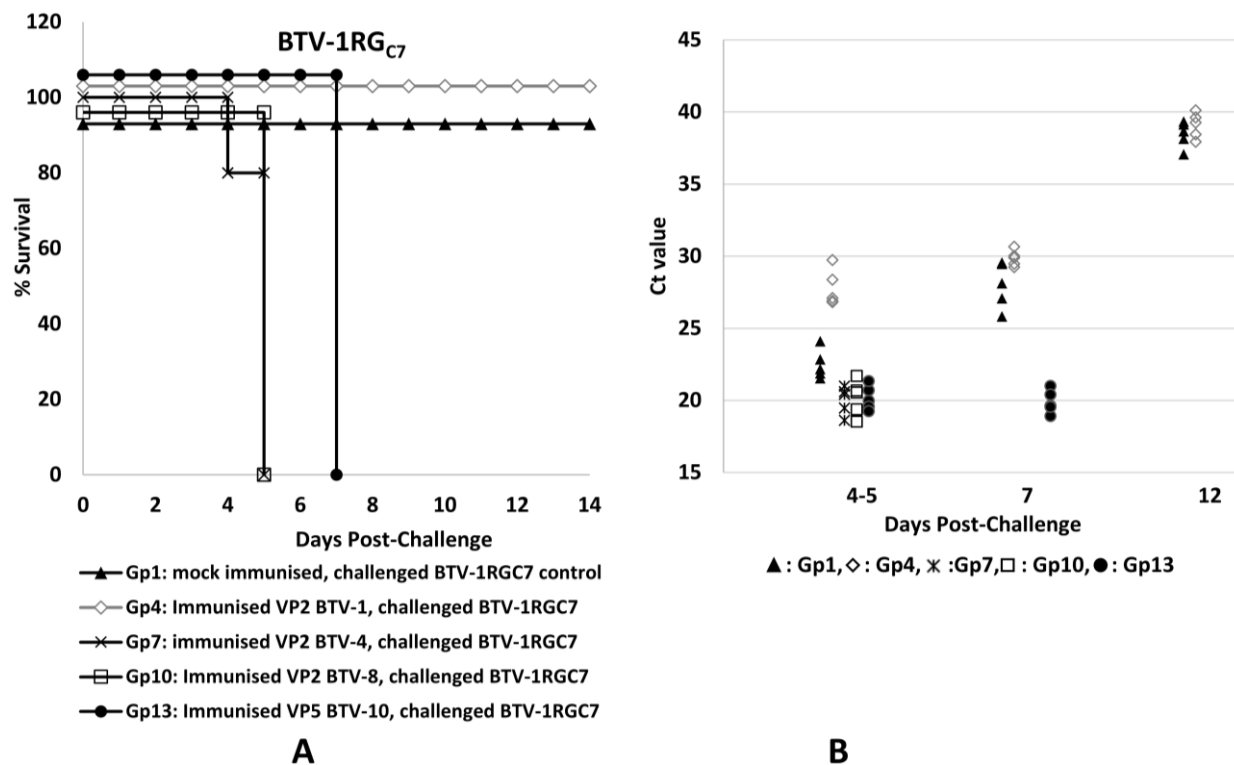 BTV-1RGC7
120
100
80
60
40
20
0
% Survival
0 2 4 6 8 10 12 14
Days Post-Challenge
Gp1: mock immunised, challenged BTV-1RGC7 control
Gp4: Immunised VP2 BTV-1, challenged BTV-1RGC7
Gp7: immunised VP2 BTV-4, challenged BTV-1RGC7
Gp10: Immunised VP2 BTV-8, challenged BTV-1RGC7
Gp13: Immunised VP5 BTV-10, challenged BTV-1RGC7
A
45
40
35
30
25
20
15
Ct value
4-5 7 12
Days Post-Challenge
▲ : Gp1, ◇ : Gp4, ж :Gp7, □ : Gp10, ● : Gp13
B